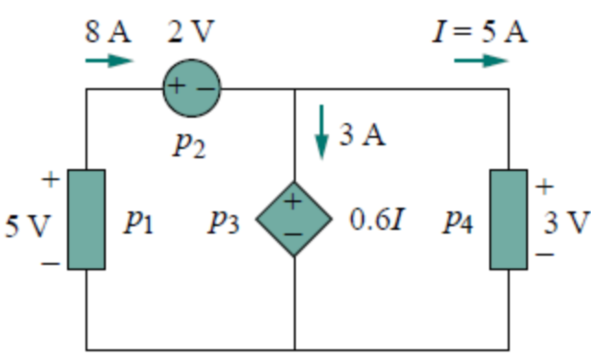 8 A 2 V I = 5 A
+ −
p2 3 A
+ + +
5 V p1 p3 0.6I p4 3 V
− − −